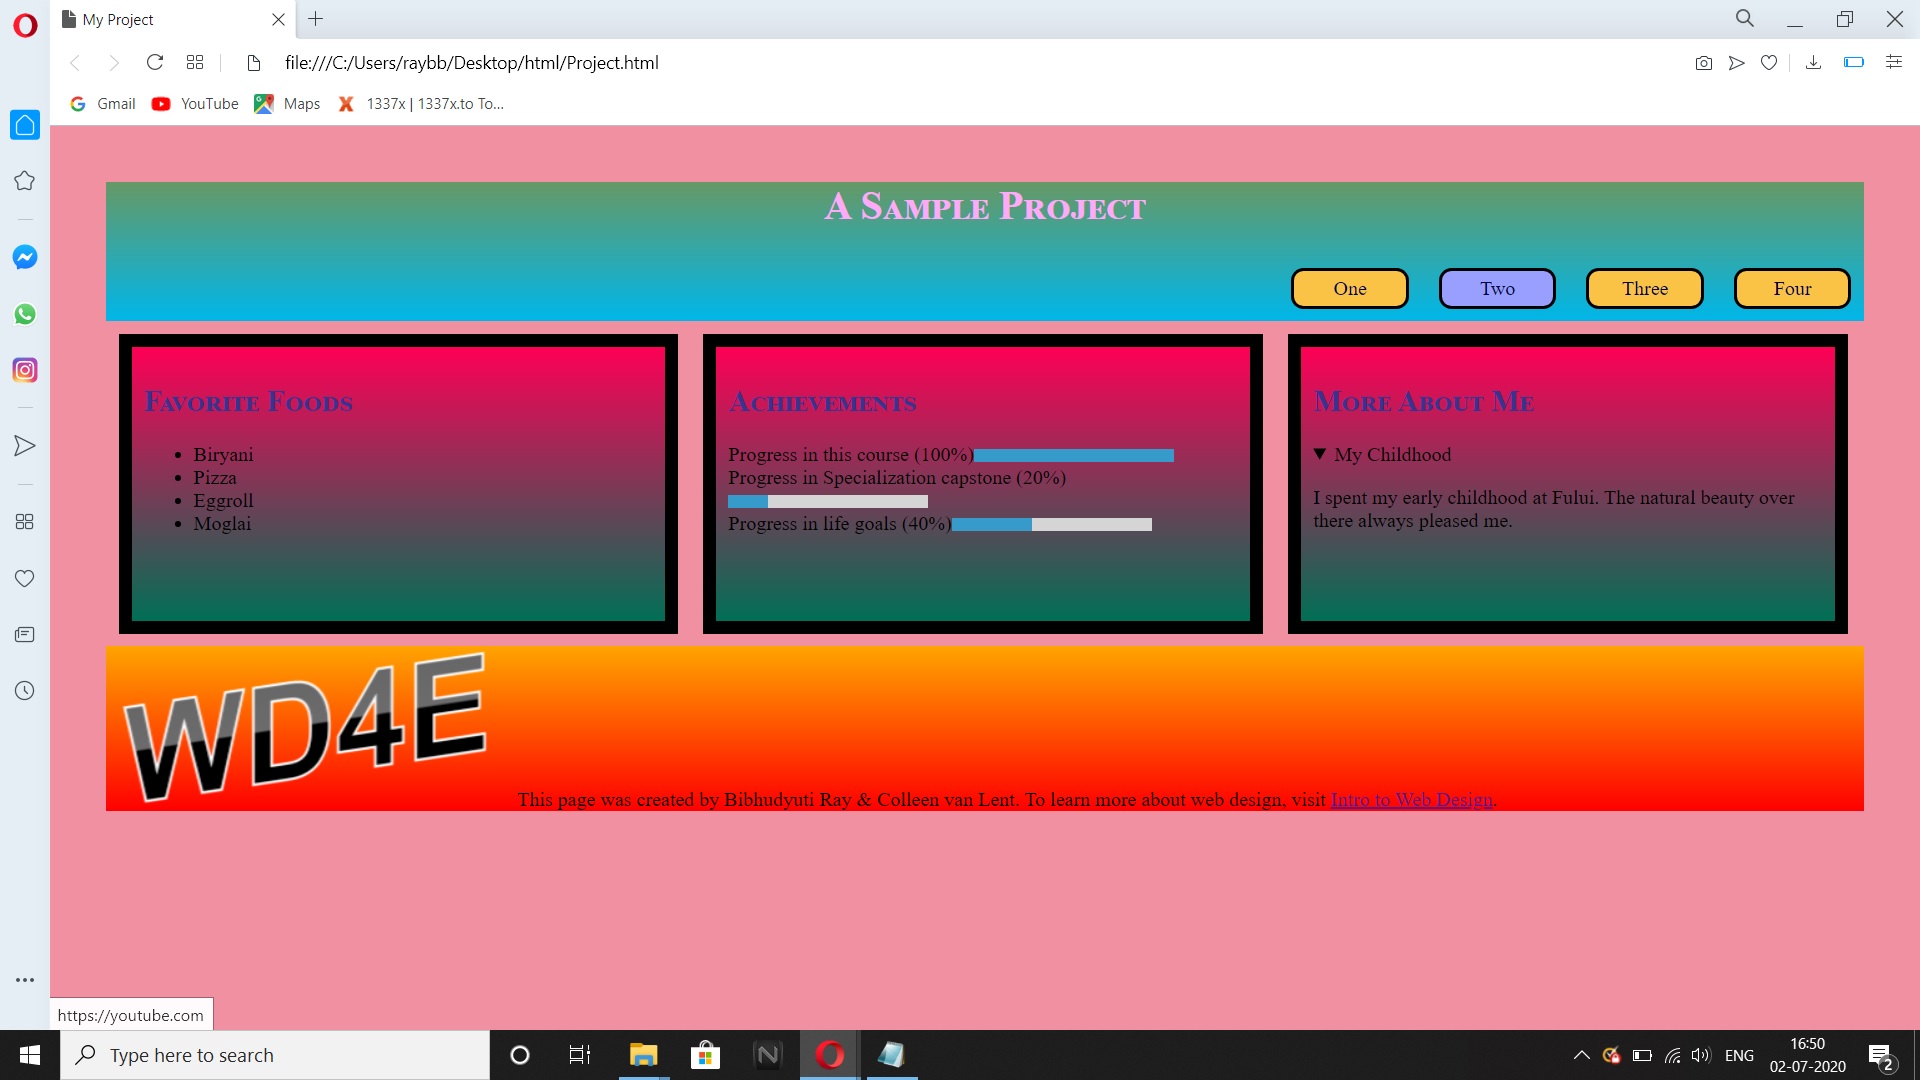 My Project
file:///C:/Users/raybb/Desktop/html/Project.html
Gmail YouTube Maps 1337x | 1337x.to To...
A Sample Project
One Two Three Four
Favorite Foods
Biryani
Pizza
Eggroll
Moglai
Achievements
Progress in this course (100%)
Progress in Specialization capstone (20%)
Progress in life goals (40%)
More About Me
My Childhood
I spent my early childhood at Fului. The natural beauty over
there always pleased me.
WD4E
This page was created by Bibhudyuti Ray & Colleen van Lent. To learn more about web design, visit Intro to Web Design.
https://youtube.com
Type here to search
N
ENG
16:50
02-07-2020
2